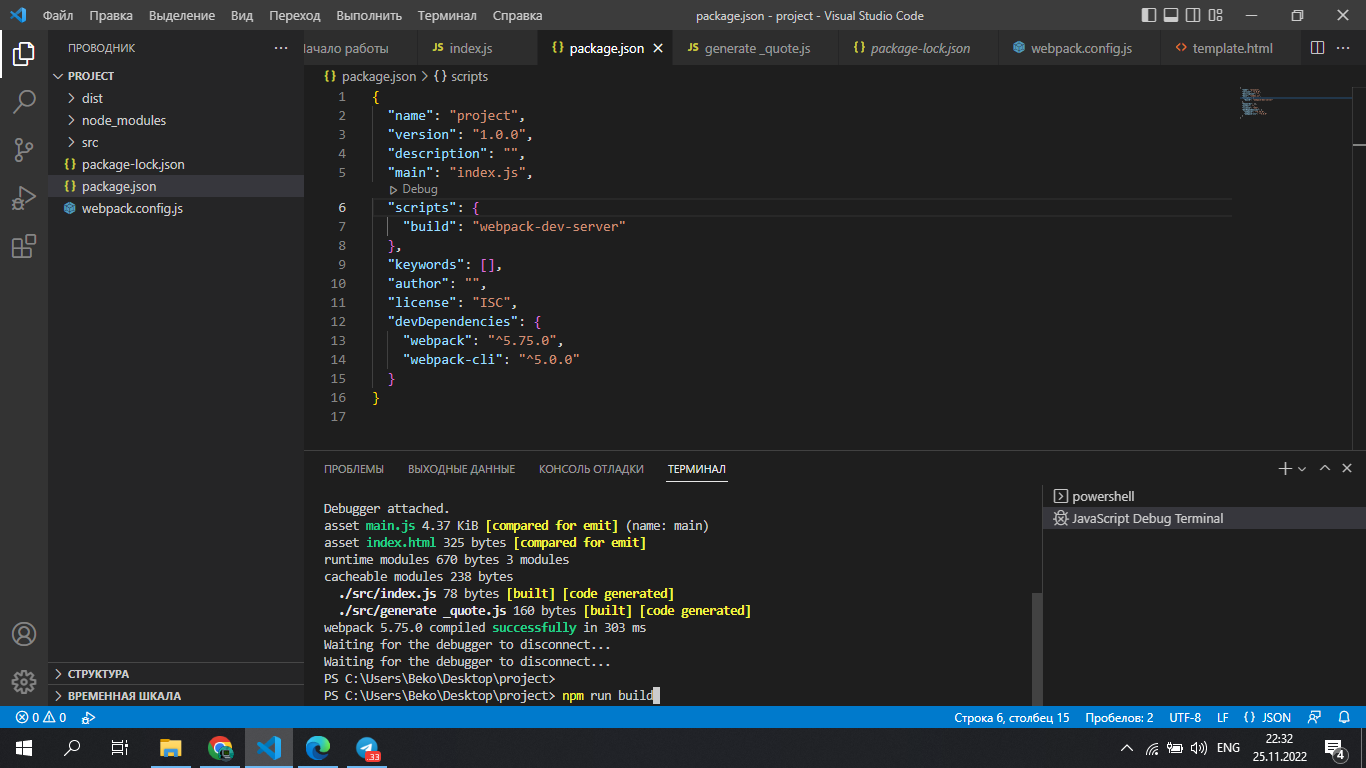 Файл Правка Выделение Вид Переход Выполнить Терминал Справка package.json - project - Visual Studio Code
ПРОВОДНИК
PROJECT
dist
node_modules
src
package-lock.json
package.json
webpack.config.js
СТРУКТУРА
ВРЕМЕННАЯ ШКАЛА
Начало работы JS index.js {} package.json JS generate _quote.js {} package-lock.json webpack.config.js <> template.html
{} package.json > {} scripts
1 {
2 "name": "project",
3 "version": "1.0.0",
4 "description": "",
5 "main": "index.js",
Debug
6 "scripts": {
7 "build": "webpack-dev-server"
8 },
9 "keywords": [],
10 "author": "",
11 "license": "ISC",
12 "devDependencies": {
13 "webpack": "^5.75.0",
14 "webpack-cli": "^5.0.0"
15 }
16 }
17
ПРОБЛЕМЫ ВЫХОДНЫЕ ДАННЫЕ КОНСОЛЬ ОТЛАДКИ ТЕРМИНАЛ
Debugger attached.
asset main.js 4.37 KiB [compared for emit] (name: main)
asset index.html 325 bytes [compared for emit]
runtime modules 670 bytes 3 modules
cacheable modules 238 bytes
./src/index.js 78 bytes [built] [code generated]
./src/generate _quote.js 160 bytes [built] [code generated]
webpack 5.75.0 compiled successfully in 303 ms
Waiting for the debugger to disconnect...
Waiting for the debugger to disconnect...
PS C:\Users\Beko\Desktop\project>
PS C:\Users\Beko\Desktop\project> npm run build
powershell
JavaScript Debug Terminal
0 0 Строка 6, столбец 15 Пробелов: 2 UTF-8 LF {} JSON
33 ENG 22:32
25.11.2022 4